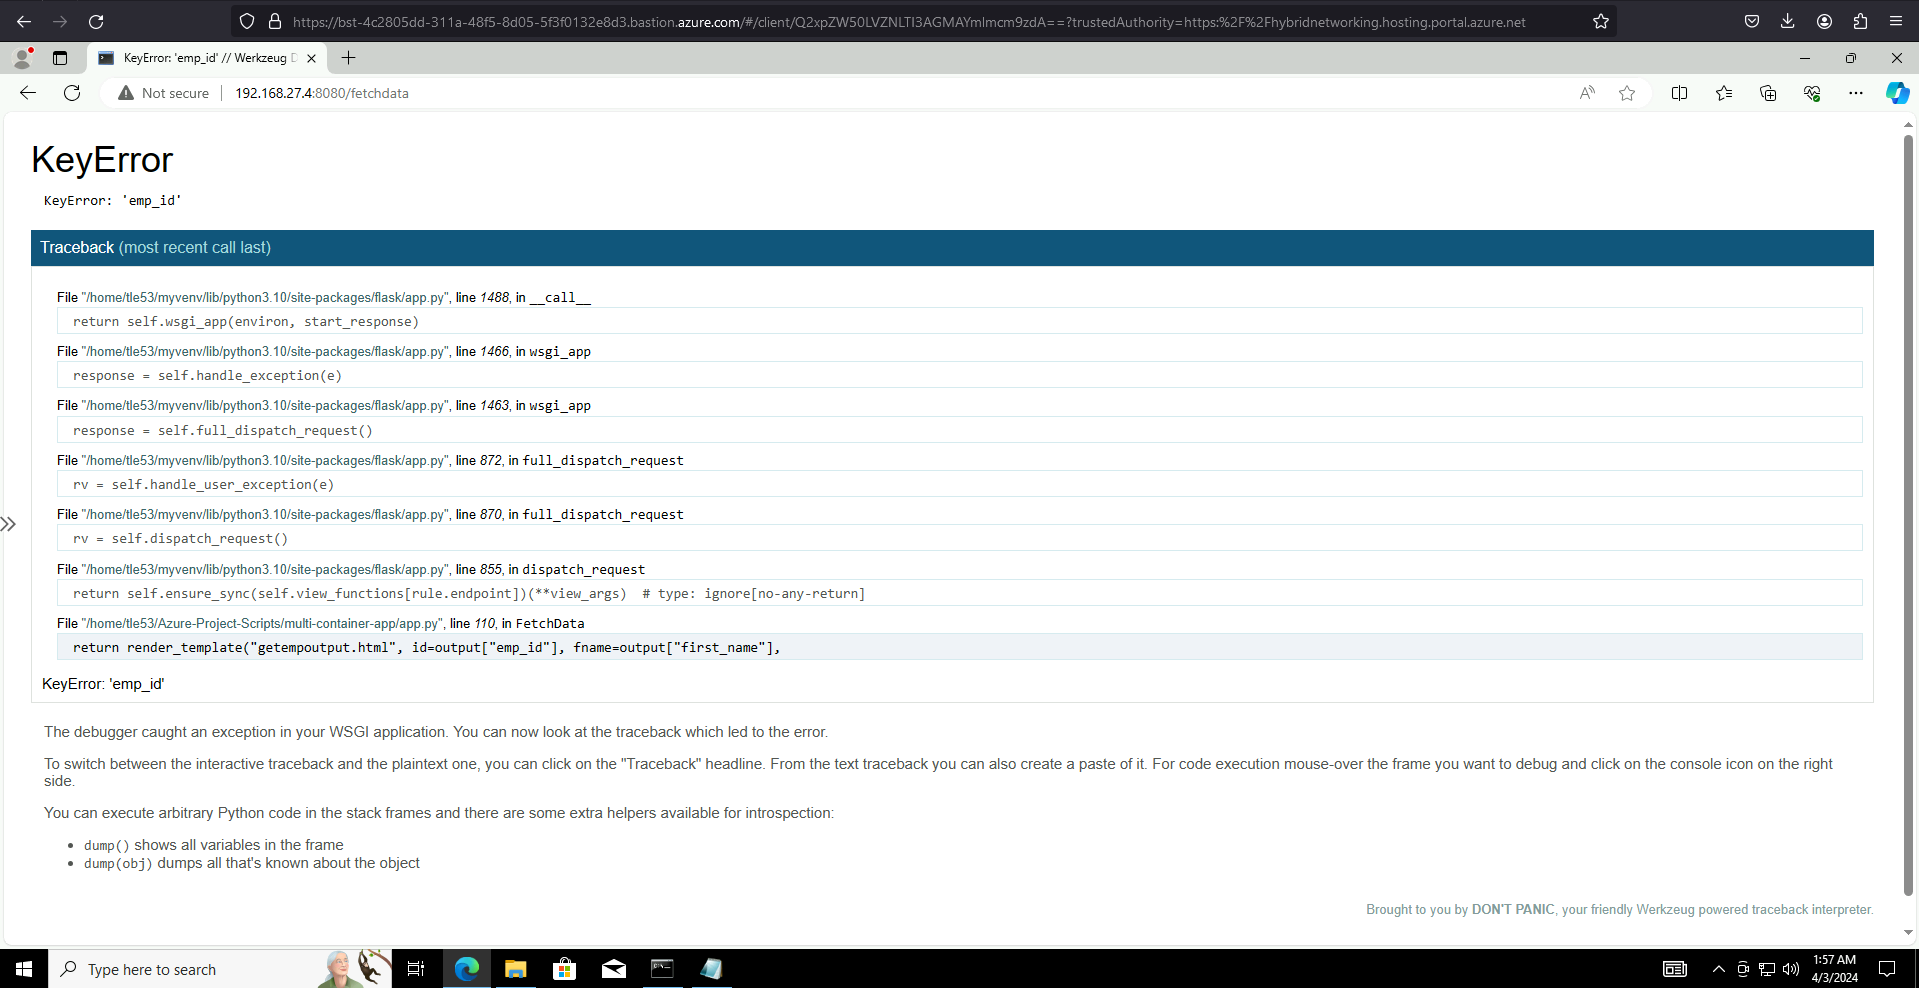 https://bst-4c2805dd-311a-48f5-8d05-5f3f0132e8d3.bastion.azure.com/#/client/Q2xpZW50LVZNLTI3AGMAYmlmcm9zdA==?trustedAuthority=https:%2F%2Fhybridnetworking.hosting.portal.azure.net
KeyError: 'emp_id' // Werkzeug D
Not secure 192.168.27.4:8080/fetchdata
KeyError
KeyError: 'emp_id'
Traceback (most recent call last)
File "/home/tle53/myvenv/lib/python3.10/site-packages/flask/app.py", line 1488, in __call__
return self.wsgi_app(environ, start_response)
File "/home/tle53/myvenv/lib/python3.10/site-packages/flask/app.py", line 1466, in wsgi_app
response = self.handle_exception(e)
File "/home/tle53/myvenv/lib/python3.10/site-packages/flask/app.py", line 1463, in wsgi_app
response = self.full_dispatch_request()
File "/home/tle53/myvenv/lib/python3.10/site-packages/flask/app.py", line 872, in full_dispatch_request
rv = self.handle_user_exception(e)
File "/home/tle53/myvenv/lib/python3.10/site-packages/flask/app.py", line 870, in full_dispatch_request
rv = self.dispatch_request()
File "/home/tle53/myvenv/lib/python3.10/site-packages/flask/app.py", line 855, in dispatch_request
return self.ensure_sync(self.view_functions[rule.endpoint])(**view_args)  # type: ignore[no-any-return]
File "/home/tle53/Azure-Project-Scripts/multi-container-app/app.py", line 110, in FetchData
return render_template("getempoutput.html", id=output["emp_id"], fname=output["first_name"],
KeyError: 'emp_id'
The debugger caught an exception in your WSGI application. You can now look at the traceback which led to the error.
To switch between the interactive traceback and the plaintext one, you can click on the "Traceback" headline. From the text traceback you can also create a paste of it. For code execution mouse-over the frame you want to debug and click on the console icon on the right
side.
You can execute arbitrary Python code in the stack frames and there are some extra helpers available for introspection:
• dump() shows all variables in the frame
• dump(obj) dumps all that's known about the object
Brought to you by DON'T PANIC, your friendly Werkzeug powered traceback interpreter.
Type here to search
1:57 AM
4/3/2024